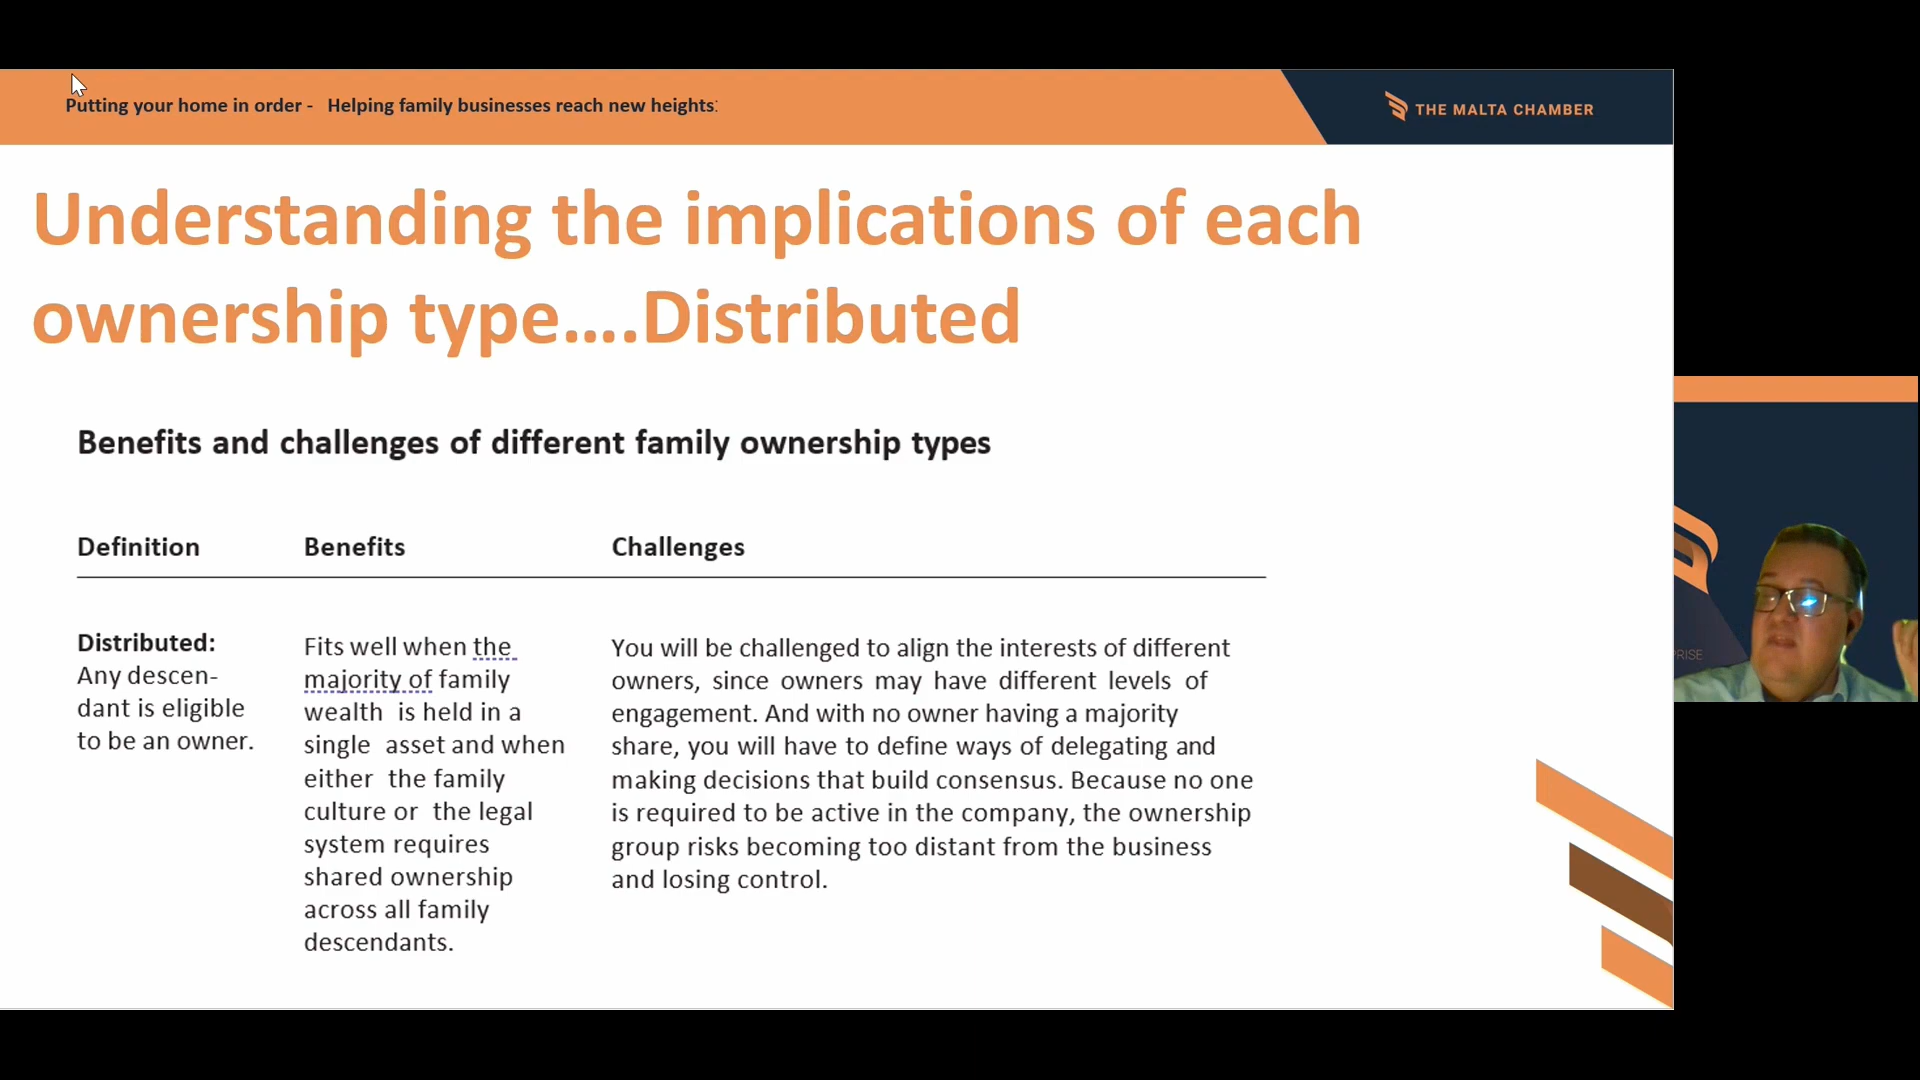 Putting your home in order -   Helping family businesses reach new heights:
THE MALTA CHAMBER
Understanding the implications of each
ownership type....Distributed
Benefits and challenges of different family ownership types
Definition
Benefits
Challenges
Distributed:
Any descen-
dant is eligible
to be an owner.
Fits well when the
majority of family
wealth  is held in a
single  asset and when
either  the family
culture or  the legal
system requires
shared ownership
across all family
descendants.
You will be challenged to align the interests of different
owners, since owners may have different levels of
engagement. And with no owner having a majority
share, you will have to define ways of delegating and
making decisions that build consensus. Because no one
is required to be active in the company, the ownership
group risks becoming too distant from the business
and losing control.
PRISE